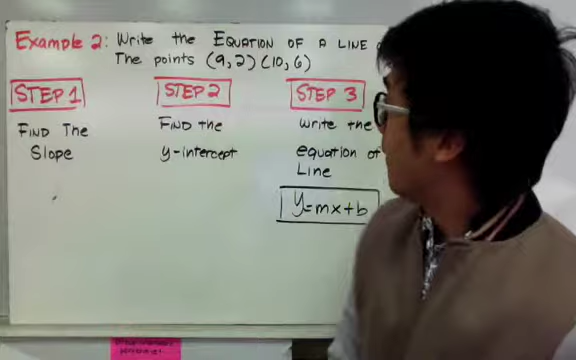 Example 2: Write the EQUATION OF A LINE
The points (9,2) (10,6)
STEP 1
FIND The
Slope
STEP 2
FIND the
y-intercept
STEP 3
write the
equation of
Line
y=mx+b